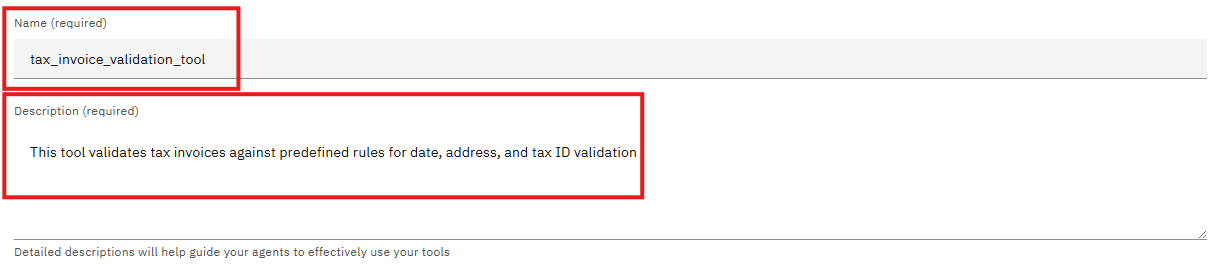 Name (required)
tax_invoice_validation_tool
Description (required)
This tool validates tax invoices against predefined rules for date, address, and tax ID validation
Detailed descriptions will help guide your agents to effectively use your tools